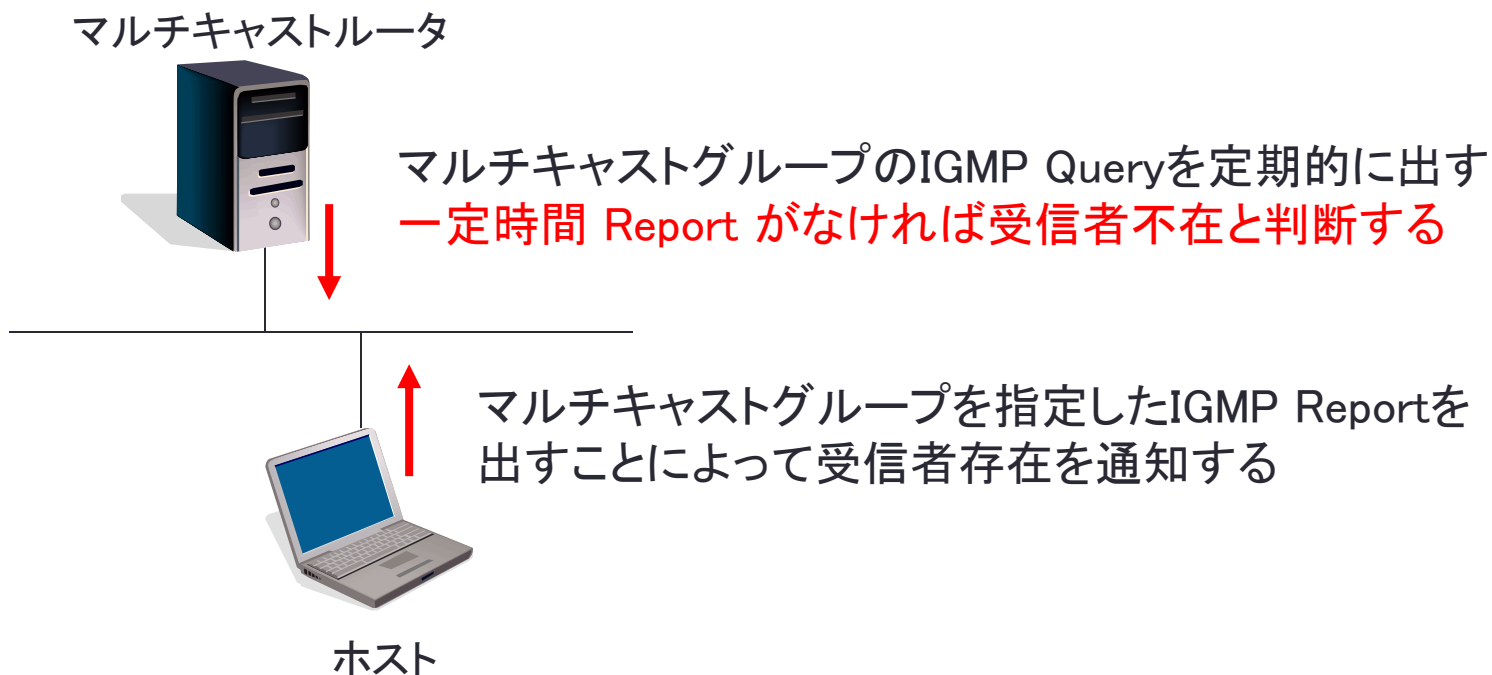 マルチキャストルータ
マルチキャストグループのIGMP Queryを定期的に出す
一定時間 Report がなければ受信者不在と判断する
マルチキャストグループを指定したIGMP Reportを
出すことによって受信者存在を通知する
ホスト